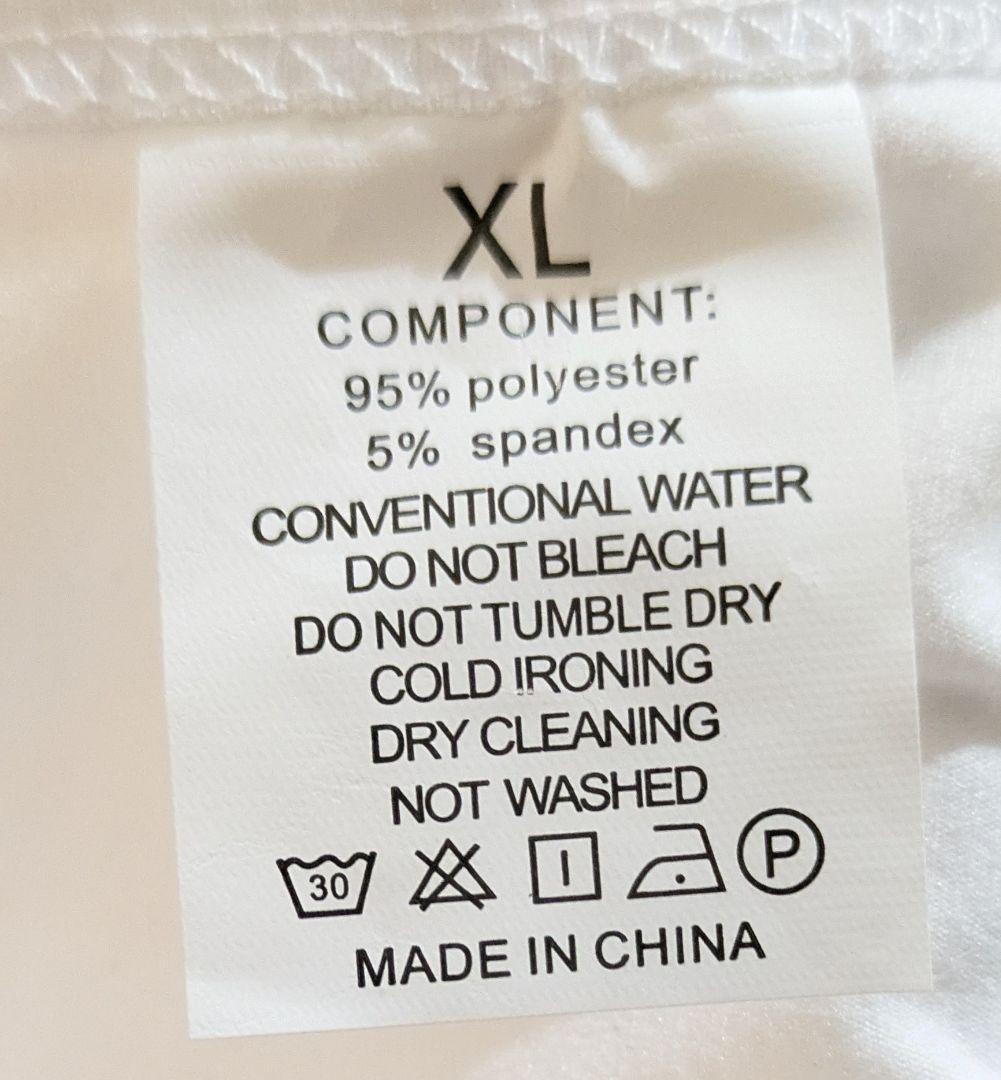 XL
COMPONENT:
95% polyester
5% spandex
CONVENTIONAL WATER
DO NOT BLEACH
DO NOT TUMBLE DRY
COLD IRONING
DRY CLEANING
NOT WASHED
30 P
MADE IN CHINA